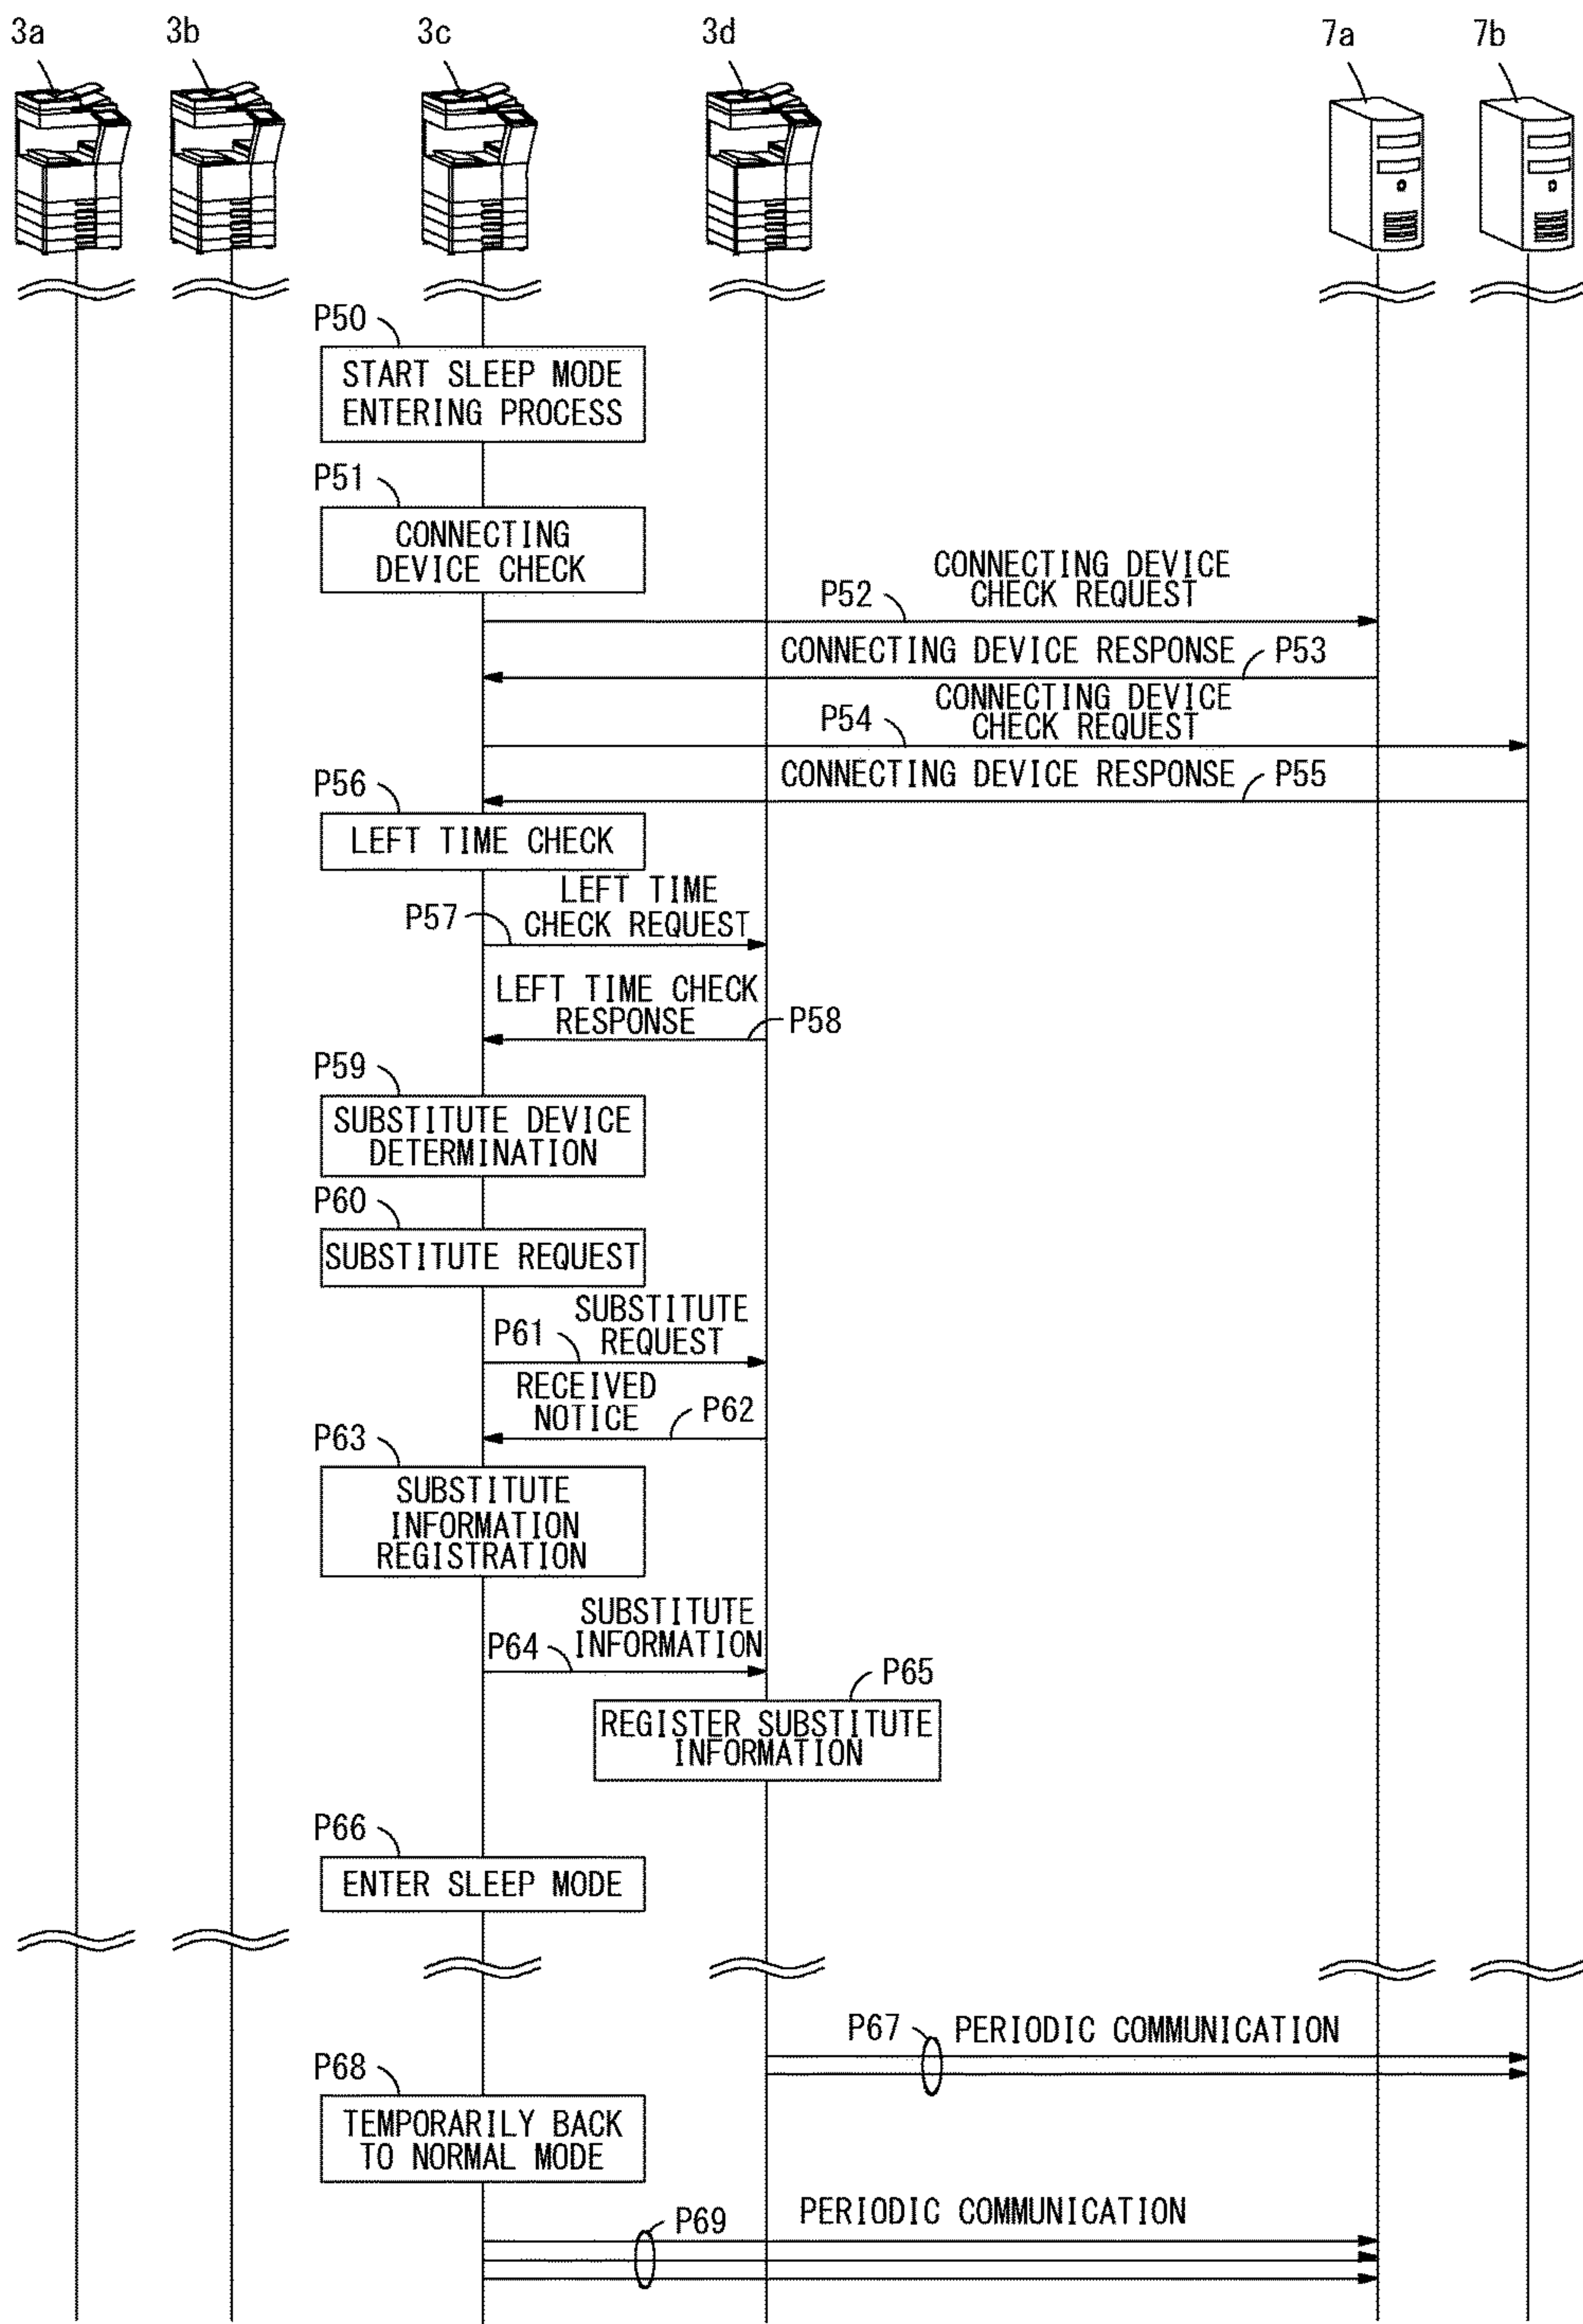 3a 3b 3c 3d 7a 7b
P50
START SLEEP MODE
ENTERING PROCESS
P51
CONNECTING
DEVICE CHECK
CONNECTING DEVICE
CHECK REQUEST
P52
CONNECTING DEVICE RESPONSE P53
CONNECTING DEVICE
CHECK REQUEST
P54
CONNECTING DEVICE RESPONSE P55
P56
LEFT TIME CHECK
LEFT TIME
CHECK REQUEST
P57
LEFT TIME CHECK
RESPONSE
P58
P59
SUBSTITUTE DEVICE
DETERMINATION
P60
SUBSTITUTE REQUEST
SUBSTITUTE
REQUEST
P61
RECEIVED
NOTICE
P62
P63
SUBSTITUTE
INFORMATION
REGISTRATION
SUBSTITUTE
INFORMATION
P64
P65
REGISTER SUBSTITUTE
INFORMATION
P66
ENTER SLEEP MODE
P67 PERIODIC COMMUNICATION
P68
TEMPORARILY BACK
TO NORMAL MODE
PERIODIC COMMUNICATION
P69